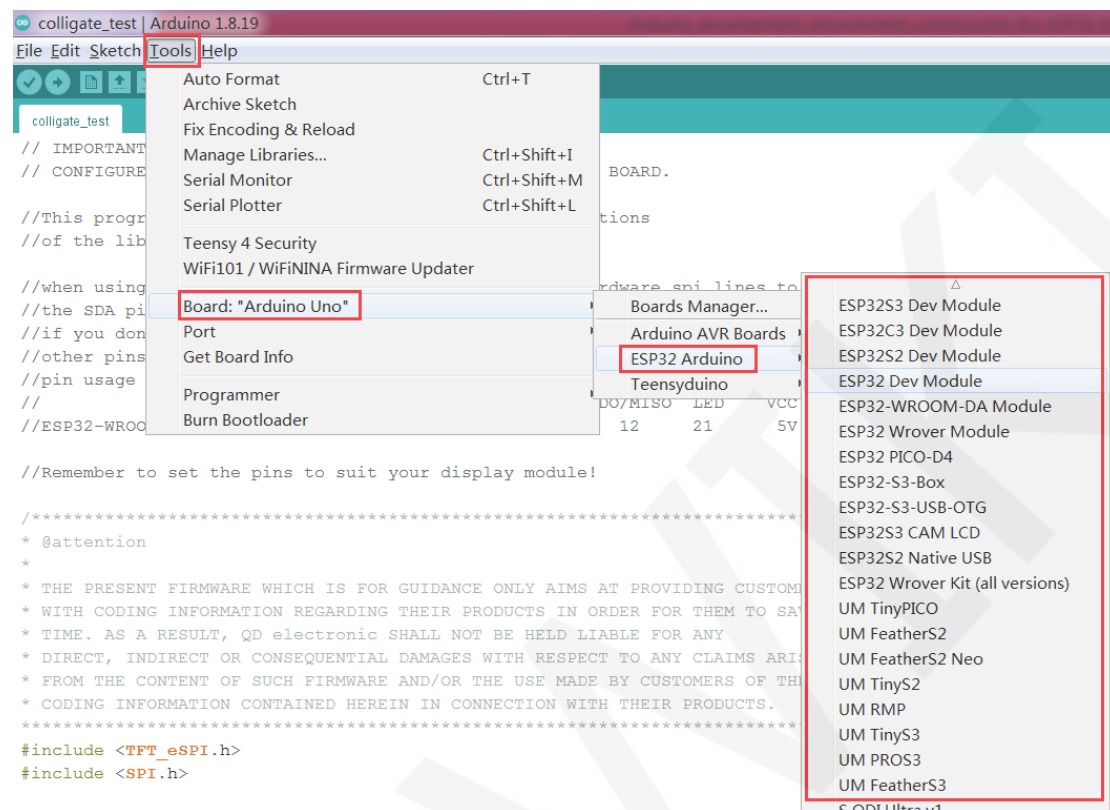 colligate_test | Arduino 1.8.19
File Edit Sketch Tools Help
colligate_test
Auto Format Ctrl+T
Archive Sketch
Fix Encoding & Reload
Manage Libraries... Ctrl+Shift+I
Serial Monitor Ctrl+Shift+M
Serial Plotter Ctrl+Shift+L
Teensy 4 Security
WiFi101 / WiFiNINA Firmware Updater
Board: "Arduino Uno"
Port
Get Board Info
Programmer
Burn Bootloader
Boards Manager...
Arduino AVR Boards
ESP32 Arduino
Teensyduino
ESP32S3 Dev Module
ESP32C3 Dev Module
ESP32S2 Dev Module
ESP32 Dev Module
ESP32-WROOM-DA Module
ESP32 Wrover Module
ESP32 PICO-D4
ESP32-S3-Box
ESP32-S3-USB-OTG
ESP32S3 CAM LCD
ESP32S2 Native USB
ESP32 Wrover Kit (all versions)
UM TinyPICO
UM FeatherS2
UM FeatherS2 Neo
UM TinyS2
UM RMP
UM TinyS3
UM PROS3
UM FeatherS3
// IMPORTANT
// CONFIGURE BOARD.
//This progr tions
//of the lib
//when using rdware spi lines to
//the SDA pi
//if you don
//other pins
//pin usage
// DO/MISO LED VCC
//ESP32-WROO 12 21 5V
//Remember to set the pins to suit your display module!
/***************************************************************************
* @attention
*
* THE PRESENT FIRMWARE WHICH IS FOR GUIDANCE ONLY AIMS AT PROVIDING CUSTOM
* WITH CODING INFORMATION REGARDING THEIR PRODUCTS IN ORDER FOR THEM TO SA
* TIME. AS A RESULT, QD electronic SHALL NOT BE HELD LIABLE FOR ANY
* DIRECT, INDIRECT OR CONSEQUENTIAL DAMAGES WITH RESPECT TO ANY CLAIMS ARI
* FROM THE CONTENT OF SUCH FIRMWARE AND/OR THE USE MADE BY CUSTOMERS OF TH
* CODING INFORMATION CONTAINED HEREIN IN CONNECTION WITH THEIR PRODUCTS.
***************************************************************************
#include <TFT_eSPI.h>
#include <SPI.h>